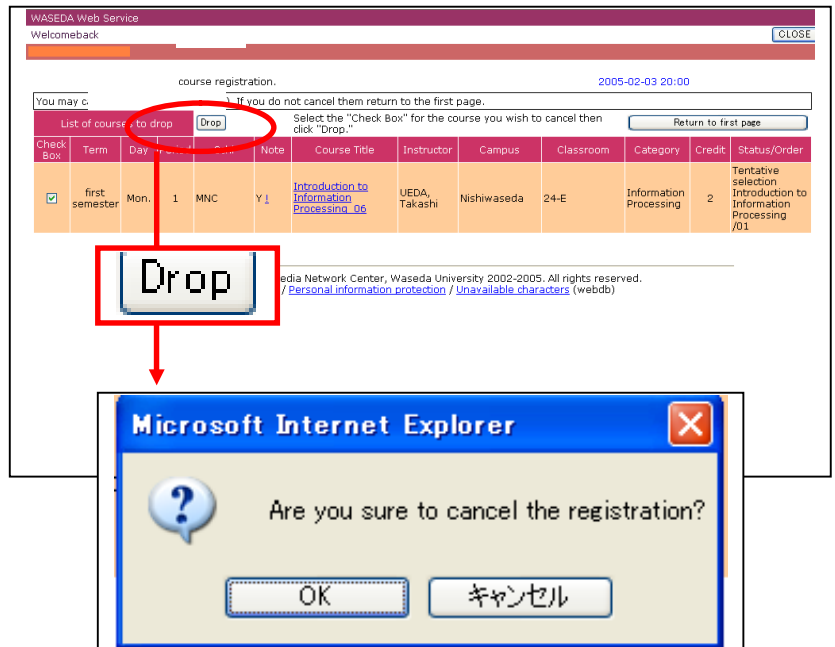 WASEDA Web Service
Welcomeback
CLOSE
course registration.
2005-02-03 20:00
You may If you do not cancel them return to the first page.
List of courses to drop
Drop
Select the "Check Box" for the course you wish to cancel then
click "Drop."
Return to first page
Check Box
Term
Day
Note
Course Title
Instructor
Campus
Classroom
Category
Credit
Status/Order
first semester
Mon.
1
MNC
Y !
Introduction to
Information
Processing 06
UEDA,
Takashi
Nishiwaseda
24-E
Information
Processing
2
Tentative
selection
Introduction to
Information
Processing
/01
Network Center, Waseda University 2002-2005. All rights reserved.
/ Personal information protection / Unavailable characters (webdb)
Drop
Microsoft Internet Explorer
Are you sure to cancel the registration?
OK
キャンセル